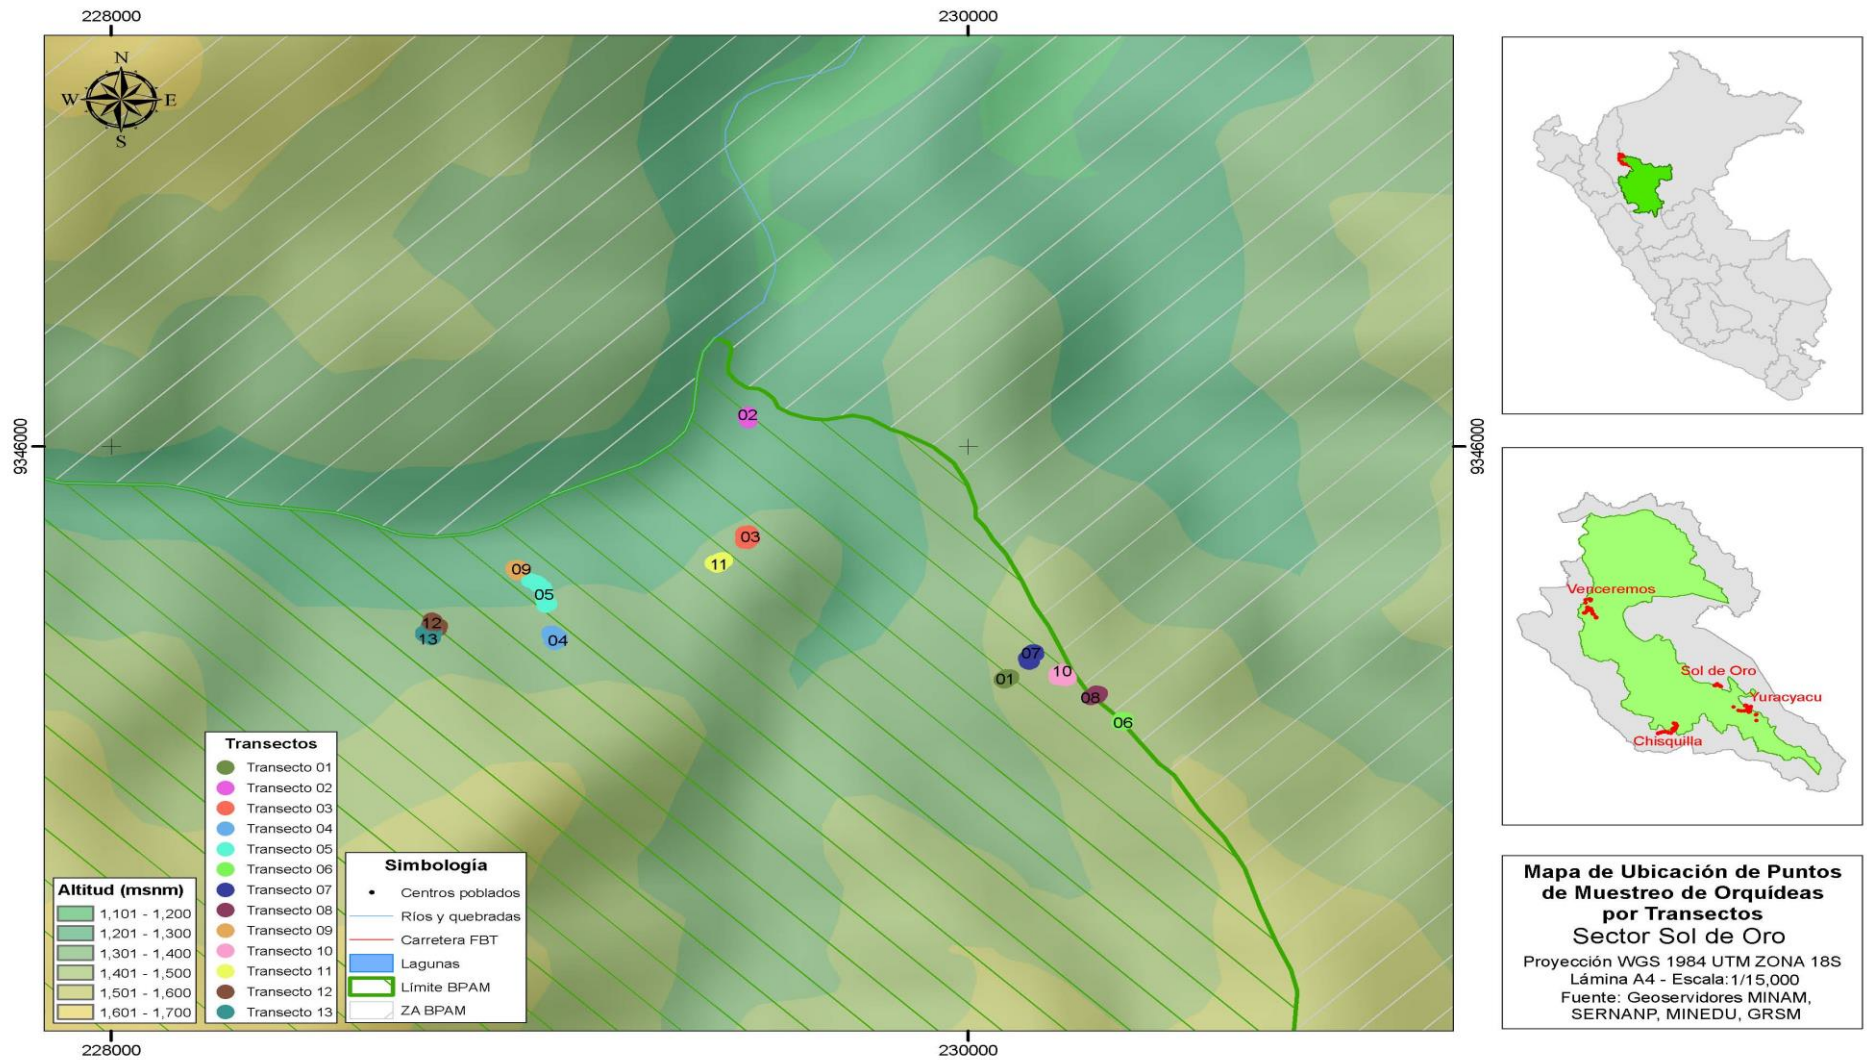 228000
230000
N
W
E
S
9346000
9346000
02
03
11
09
05
04
12
13
07
01
10
08
06
Transectos
Transecto 01
Transecto 02
Transecto 03
Transecto 04
Transecto 05
Transecto 06
Transecto 07
Transecto 08
Transecto 09
Transecto 10
Transecto 11
Transecto 12
Transecto 13
Altitud (msnm)
1,101 - 1,200
1,201 - 1,300
1,301 - 1,400
1,401 - 1,500
1,501 - 1,600
1,601 - 1,700
Simbología
Centros poblados
Ríos y quebradas
Carretera FBT
Lagunas
Límite BPAM
ZA BPAM
228000
230000
Venceremos
Sol de Oro
Yuracyacu
Chisquilla
Mapa de Ubicación de Puntos
de Muestreo de Orquídeas
por Transectos
Sector Sol de Oro
Proyección WGS 1984 UTM ZONA 18S
Lámina A4 - Escala:1/15,000
Fuente: Geoservidores MINAM,
SERNANP, MINEDU, GRSM